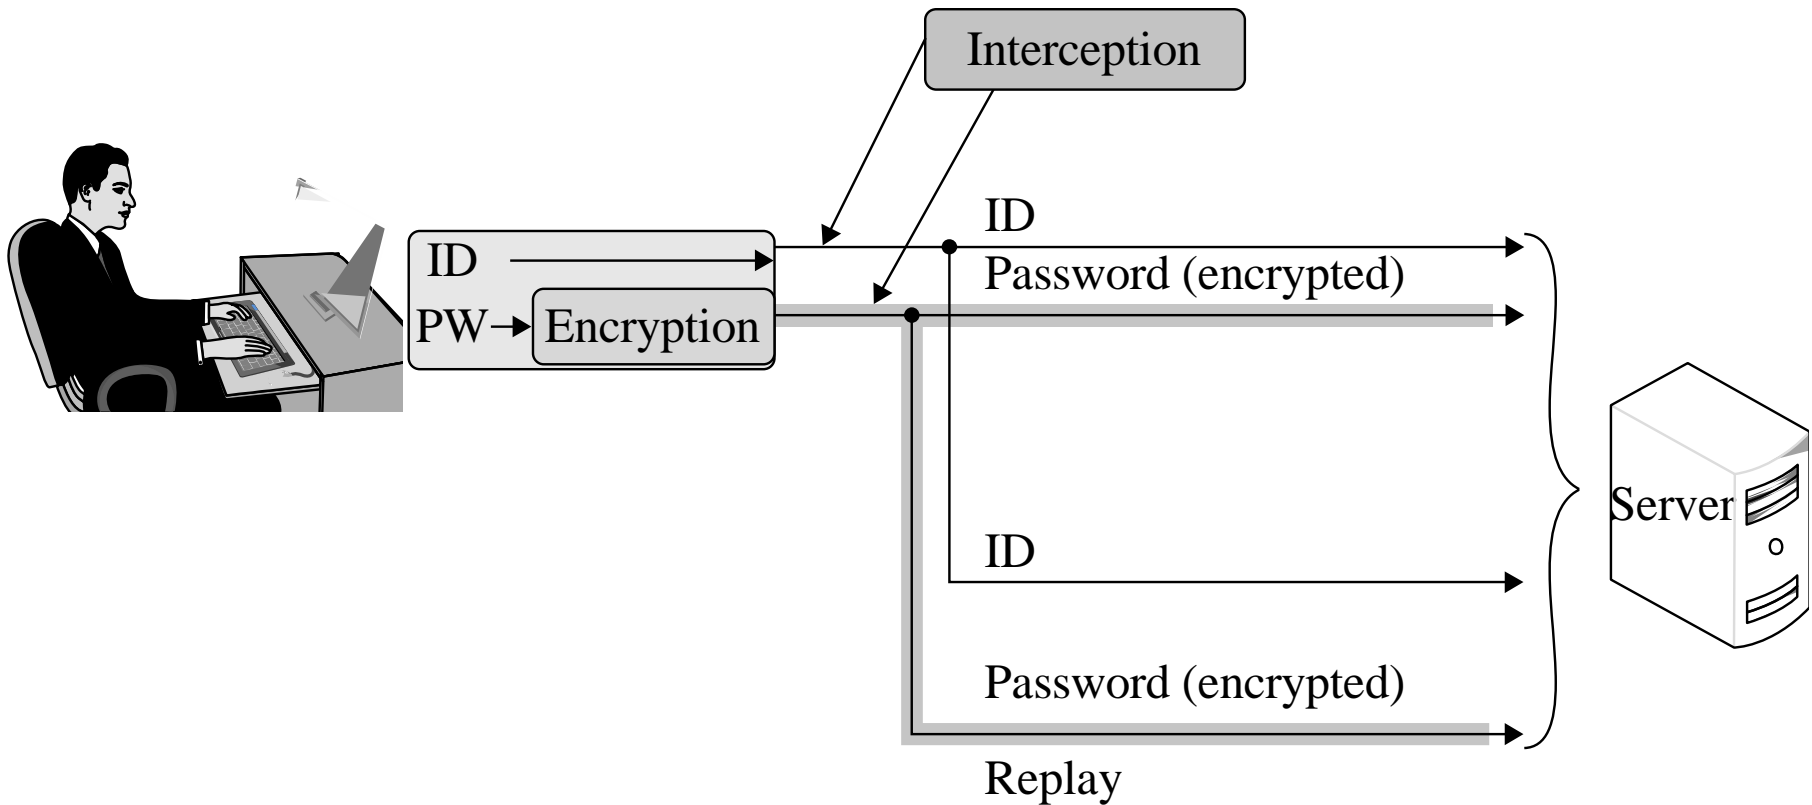 Interception
ID
Password (encrypted)
ID
PW
Encryption
Server
ID
Password (encrypted)
Replay